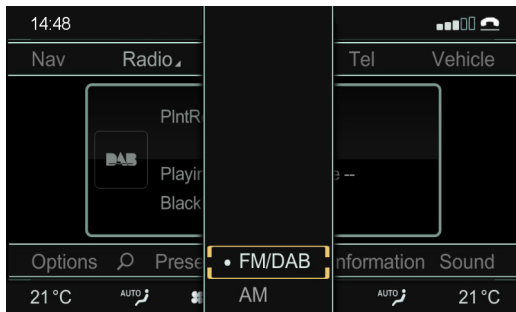 14:48
Nav Radio Tel Vehicle
PlntR
DAB
Playin e --
Black
Options Prese • FM/DAB nformation Sound
AM
21 °C AUTO AUTO 21 °C